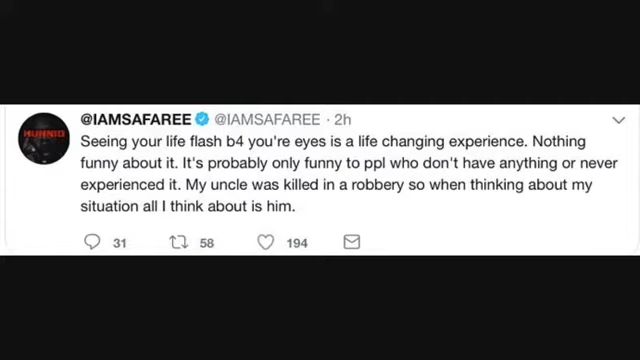 HUNNID
@IAMSAFAREE @IAMSAFAREE · 2h
Seeing your life flash b4 you're eyes is a life changing experience. Nothing
funny about it. It's probably only funny to ppl who don't have anything or never
experienced it. My uncle was killed in a robbery so when thinking about my
situation all I think about is him.
31 58 194